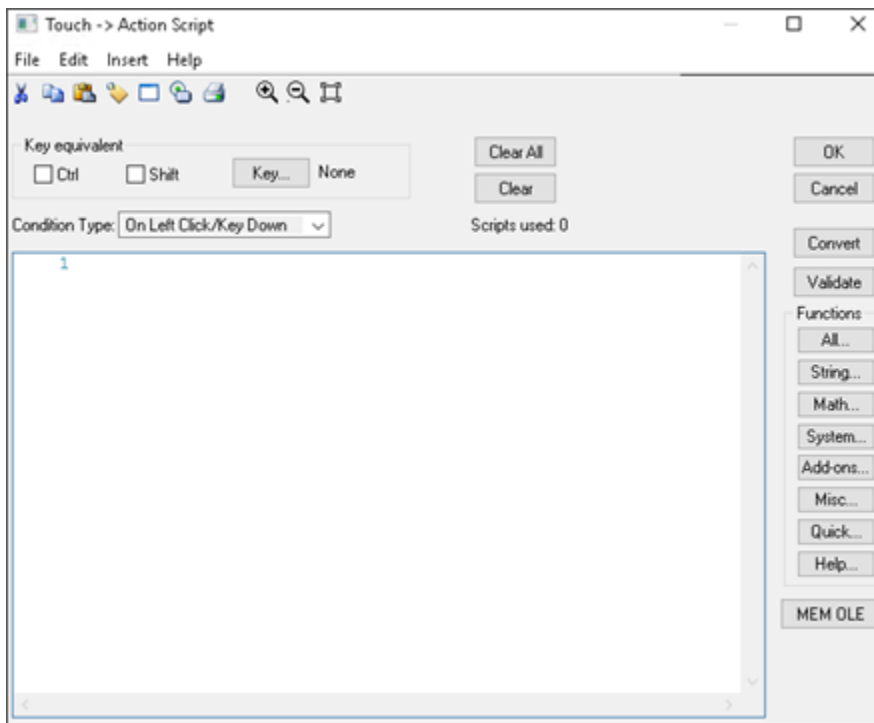 Touch -> Action Script
File Edit Insert Help
Key equivalent
Ctrl Shift Key... None
Clear All
Clear
OK
Cancel
Condition Type: On Left Click/Key Down
Scripts used: 0
Convert
Validate
1
Functions
All...
String...
Math...
System...
Add-ons...
Misc...
Quick...
Help...
MEM OLE